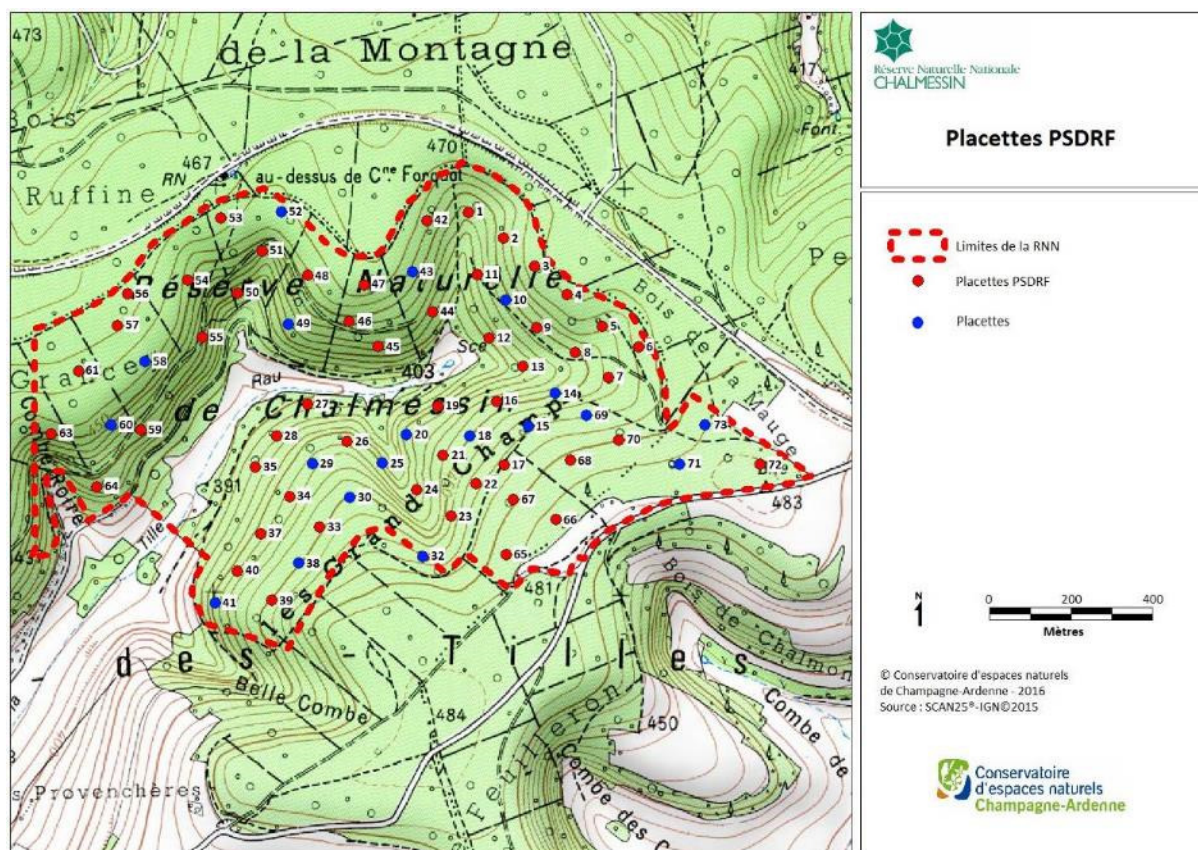 473
de la Montagne
417
Font.
Bois
470
467
RN
au-dessus de Cne Forquot
Ruffine
53
52
42
1
2
Pe
51
43
11
3
54
48
47
Réserve Naturelle
56
50
10
4
44
57
49
46
9
5
Bois de la Mauge
55
12
45
Sce
8
6
58
403
61
13
7
Grange
Rau
14
27
19
16
69
de Chalmessin
60
59
20
18
15
73
63
28
26
70
21
35
29
25
17
68
71
72
Roire
64
391
34
30
24
22
67
483
Tille
33
23
66
37
65
Les Grand Champ
32
40
38
481
41
39
Bois de Chalmon
des Tilles
Belle Combe
Combe de
484
450
Provenchères
Feuilleron
Combe des C
400
Réserve Naturelle Nationale
CHALMESSIN
Placettes PSDRF
Limites de la RNN
Placettes PSDRF
Placettes
N
0 200 400
Mètres
© Conservatoire d'espaces naturels
de Champagne-Ardenne - 2016
Source : SCAN25®-IGN©2015
Conservatoire
d'espaces naturels
Champagne-Ardenne